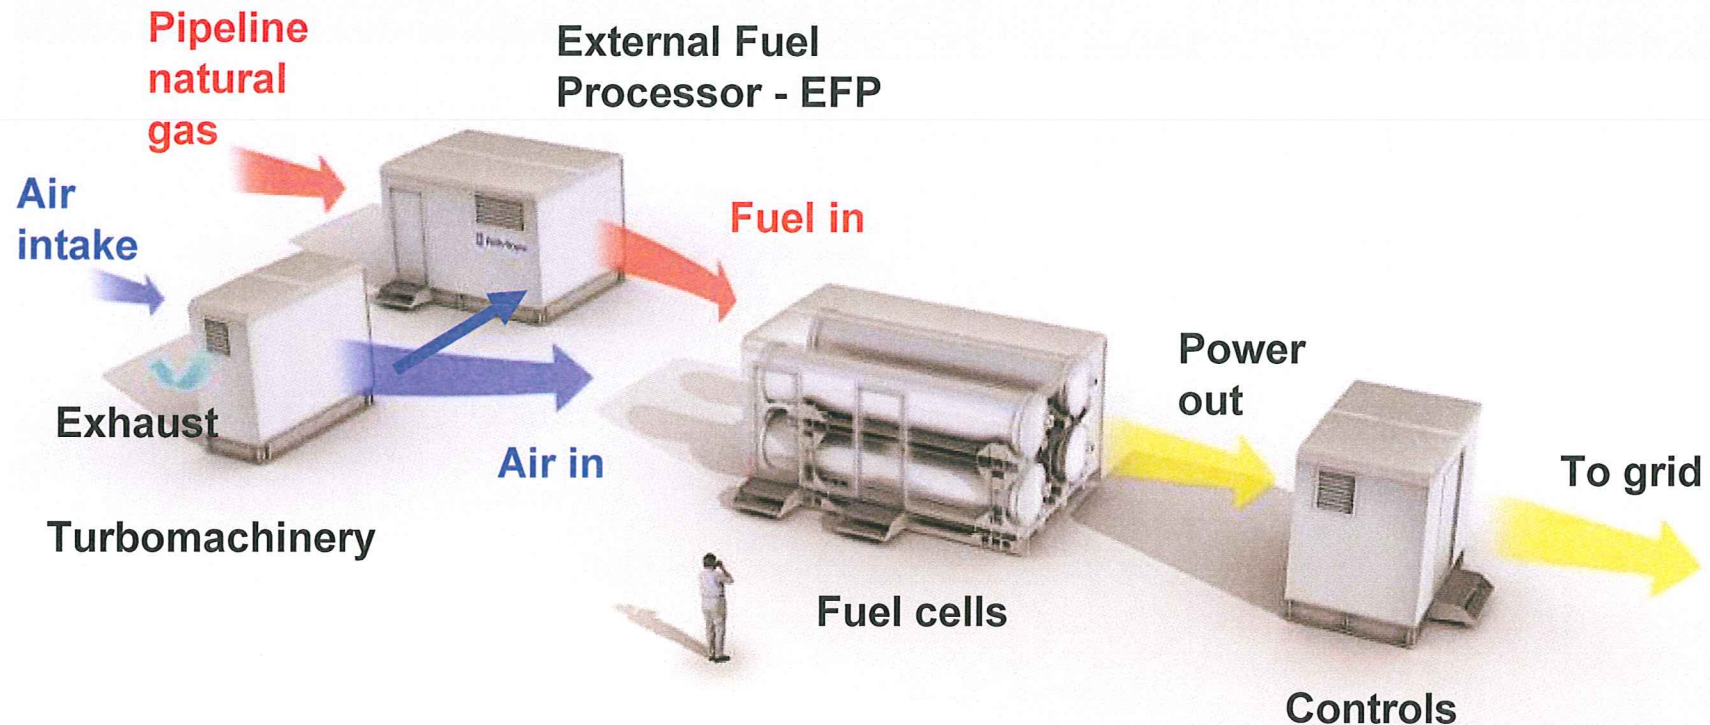 Pipeline
natural
gas
External Fuel
Processor - EFP
Air
intake
Fuel in
Power
out
Exhaust
Air in
To grid
Turbomachinery
Fuel cells
Controls